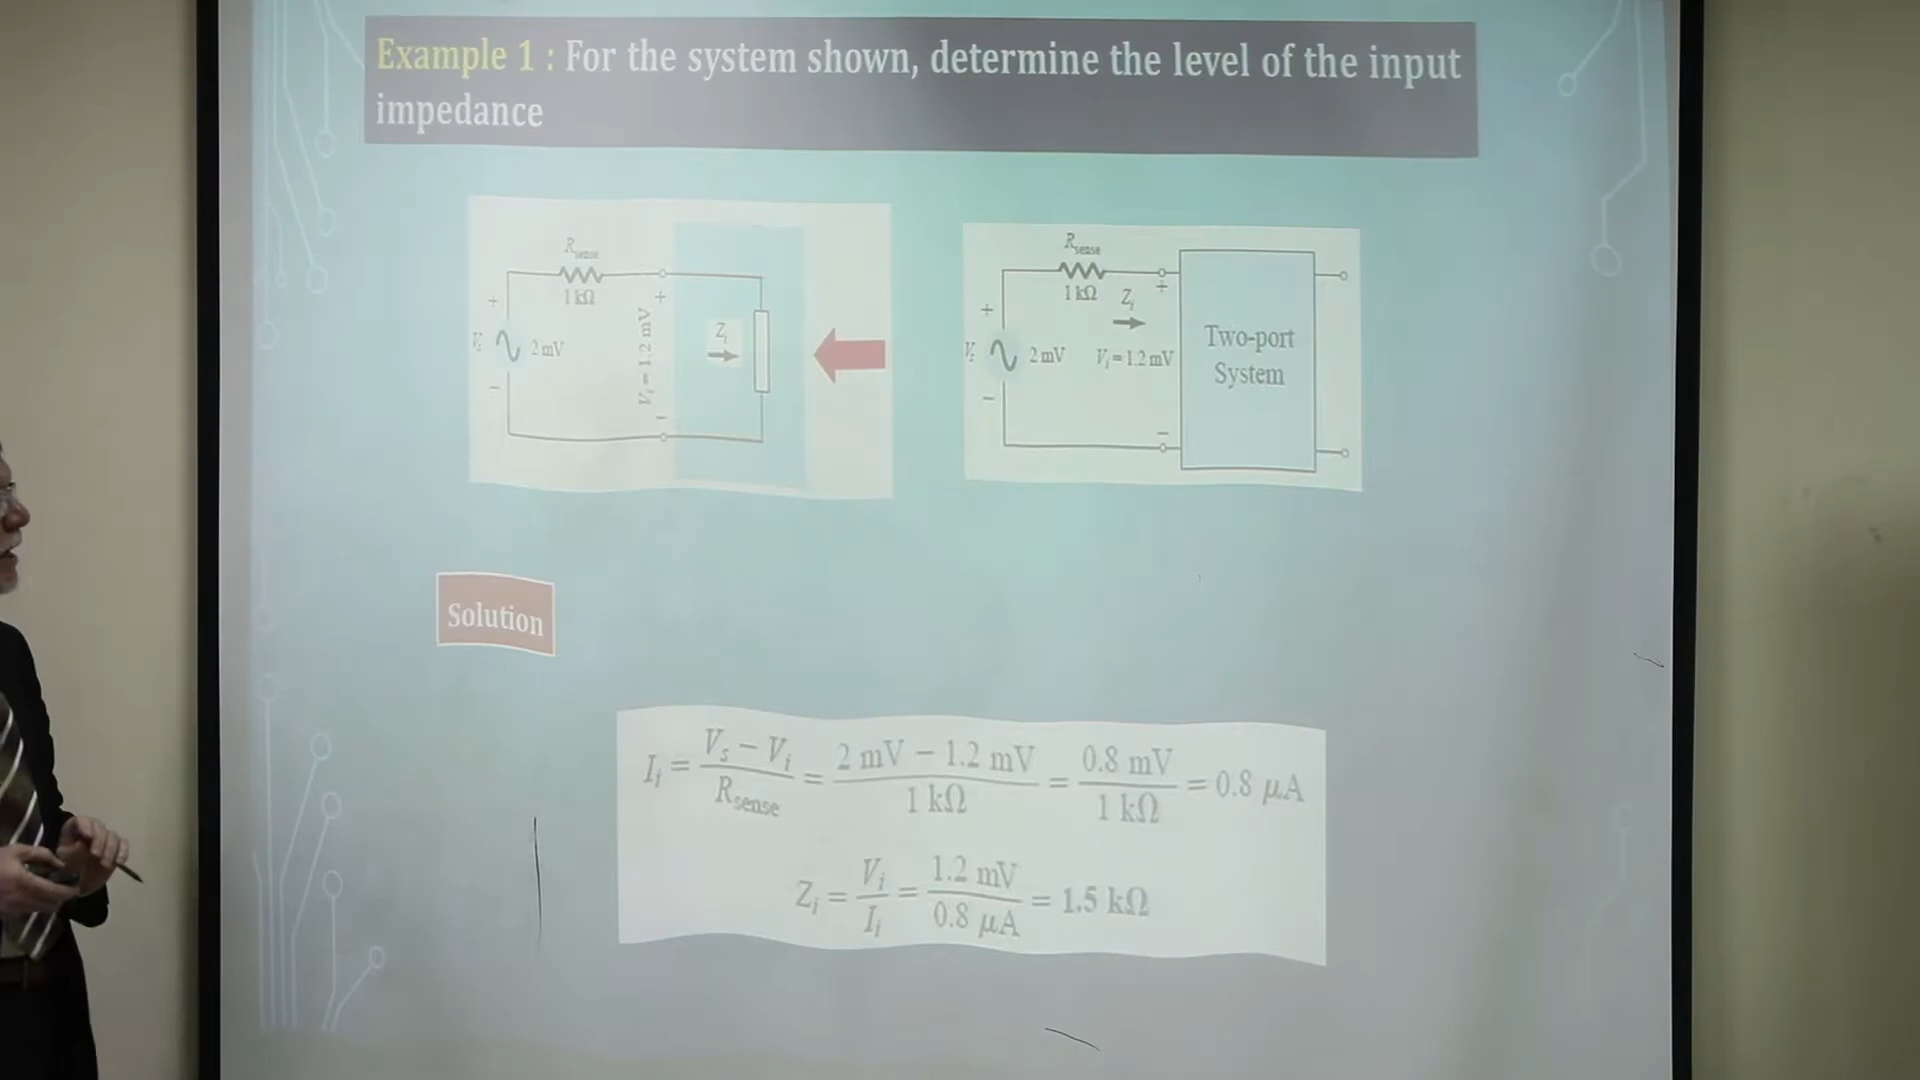 Example 1 : For the system shown, determine the level of the input
impedance
R_sense
1 kΩ
+
2 mV
−
+
V_i = 1.2 mV
−
Z_i
R_sense
1 kΩ
Z_i
+
+
2 mV
V_i = 1.2 mV
−
−
Two-port
System
Solution
I_i = (V_s − V_i) / R_sense = (2 mV − 1.2 mV) / 1 kΩ = 0.8 mV / 1 kΩ = 0.8 μA
Z_i = V_i / I_i = 1.2 mV / 0.8 μA = 1.5 kΩ